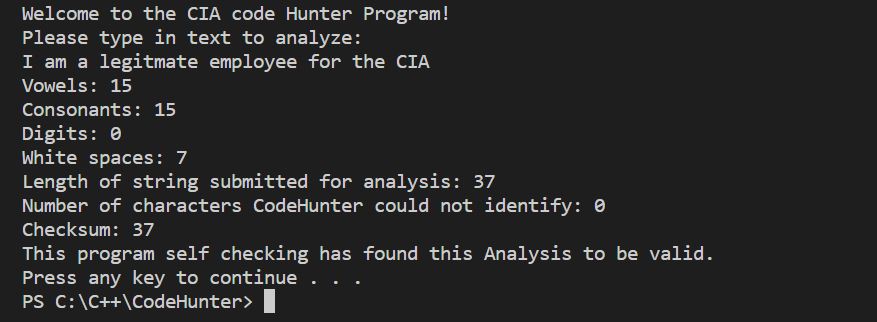 Welcome to the CIA code Hunter Program!
Please type in text to analyze:
I am a legitmate employee for the CIA
Vowels: 15
Consonants: 15
Digits: 0
White spaces: 7
Length of string submitted for analysis: 37
Number of characters CodeHunter could not identify: 0
Checksum: 37
This program self checking has found this Analysis to be valid.
Press any key to continue . . .
PS C:\C++\CodeHunter>